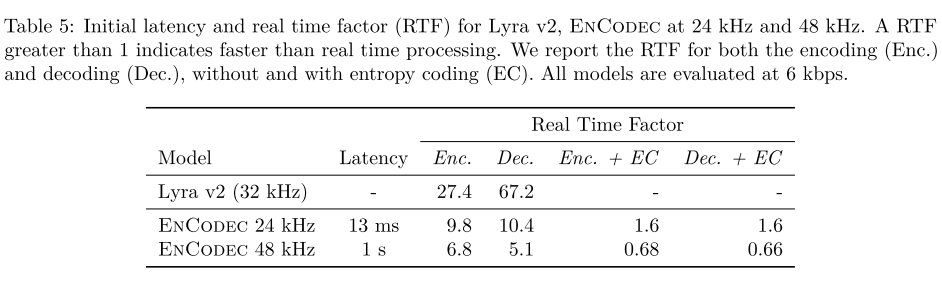 Table 5: Initial latency and real time factor (RTF) for Lyra v2, EnCodec at 24 kHz and 48 kHz. A RTF
greater than 1 indicates faster than real time processing. We report the RTF for both the encoding (Enc.)
and decoding (Dec.), without and with entropy coding (EC). All models are evaluated at 6 kbps.
Real Time Factor
Model Latency Enc. Dec. Enc. + EC Dec. + EC
Lyra v2 (32 kHz) - 27.4 67.2 - -
EnCodec 24 kHz 13 ms 9.8 10.4 1.6 1.6
EnCodec 48 kHz 1 s 6.8 5.1 0.68 0.66